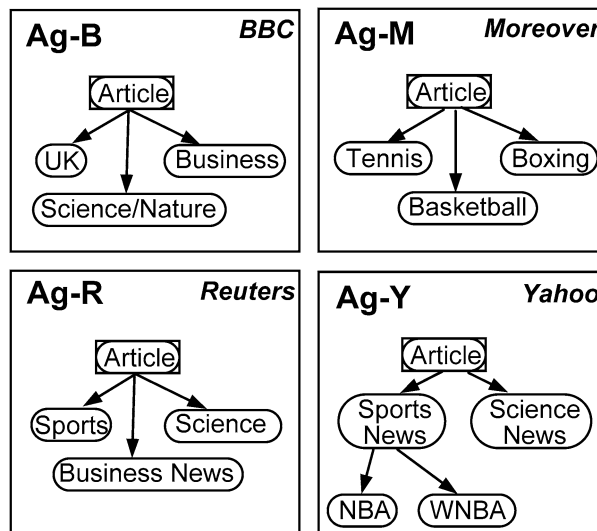 Ag-B
BBC
Article
UK
Business
Science/Nature
Ag-M
Moreover
Article
Tennis
Boxing
Basketball
Ag-R
Reuters
Article
Sports
Science
Business News
Ag-Y
Yahoo
Article
Sports
News
Science
News
NBA
WNBA